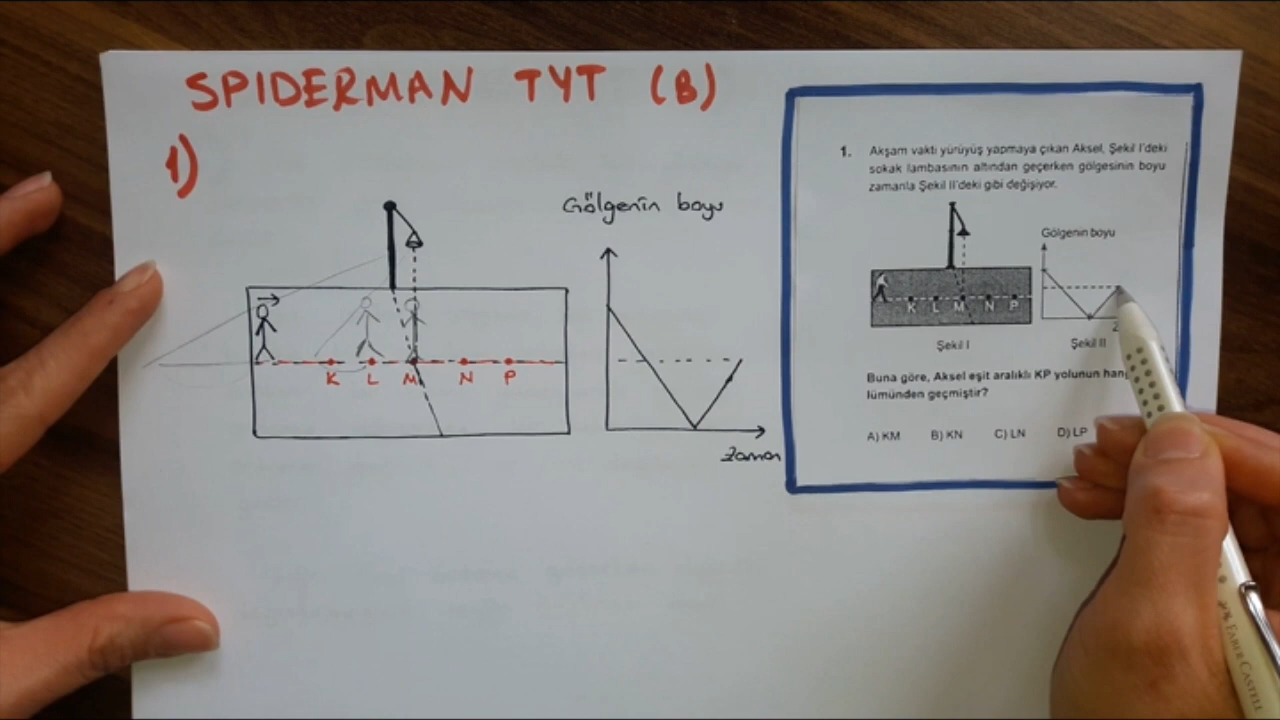 SPIDERMAN TYT (B)
1)
Gölgenin boyu
K L M N P
Zaman
1. Akşam vakti yürüyüş yapmaya çıkan Aksel, Şekil I'deki
sokak lambasının altından geçerken gölgesinin boyu
zamanla Şekil II'deki gibi değişiyor.
Gölgenin boyu
K L M N P
Z
Şekil I
Şekil II
Buna göre, Aksel eşit aralıklı KP yolunun
lümünden geçmiştir?
A) KM B) KN C) LN D) LP
FABER-CASTELL